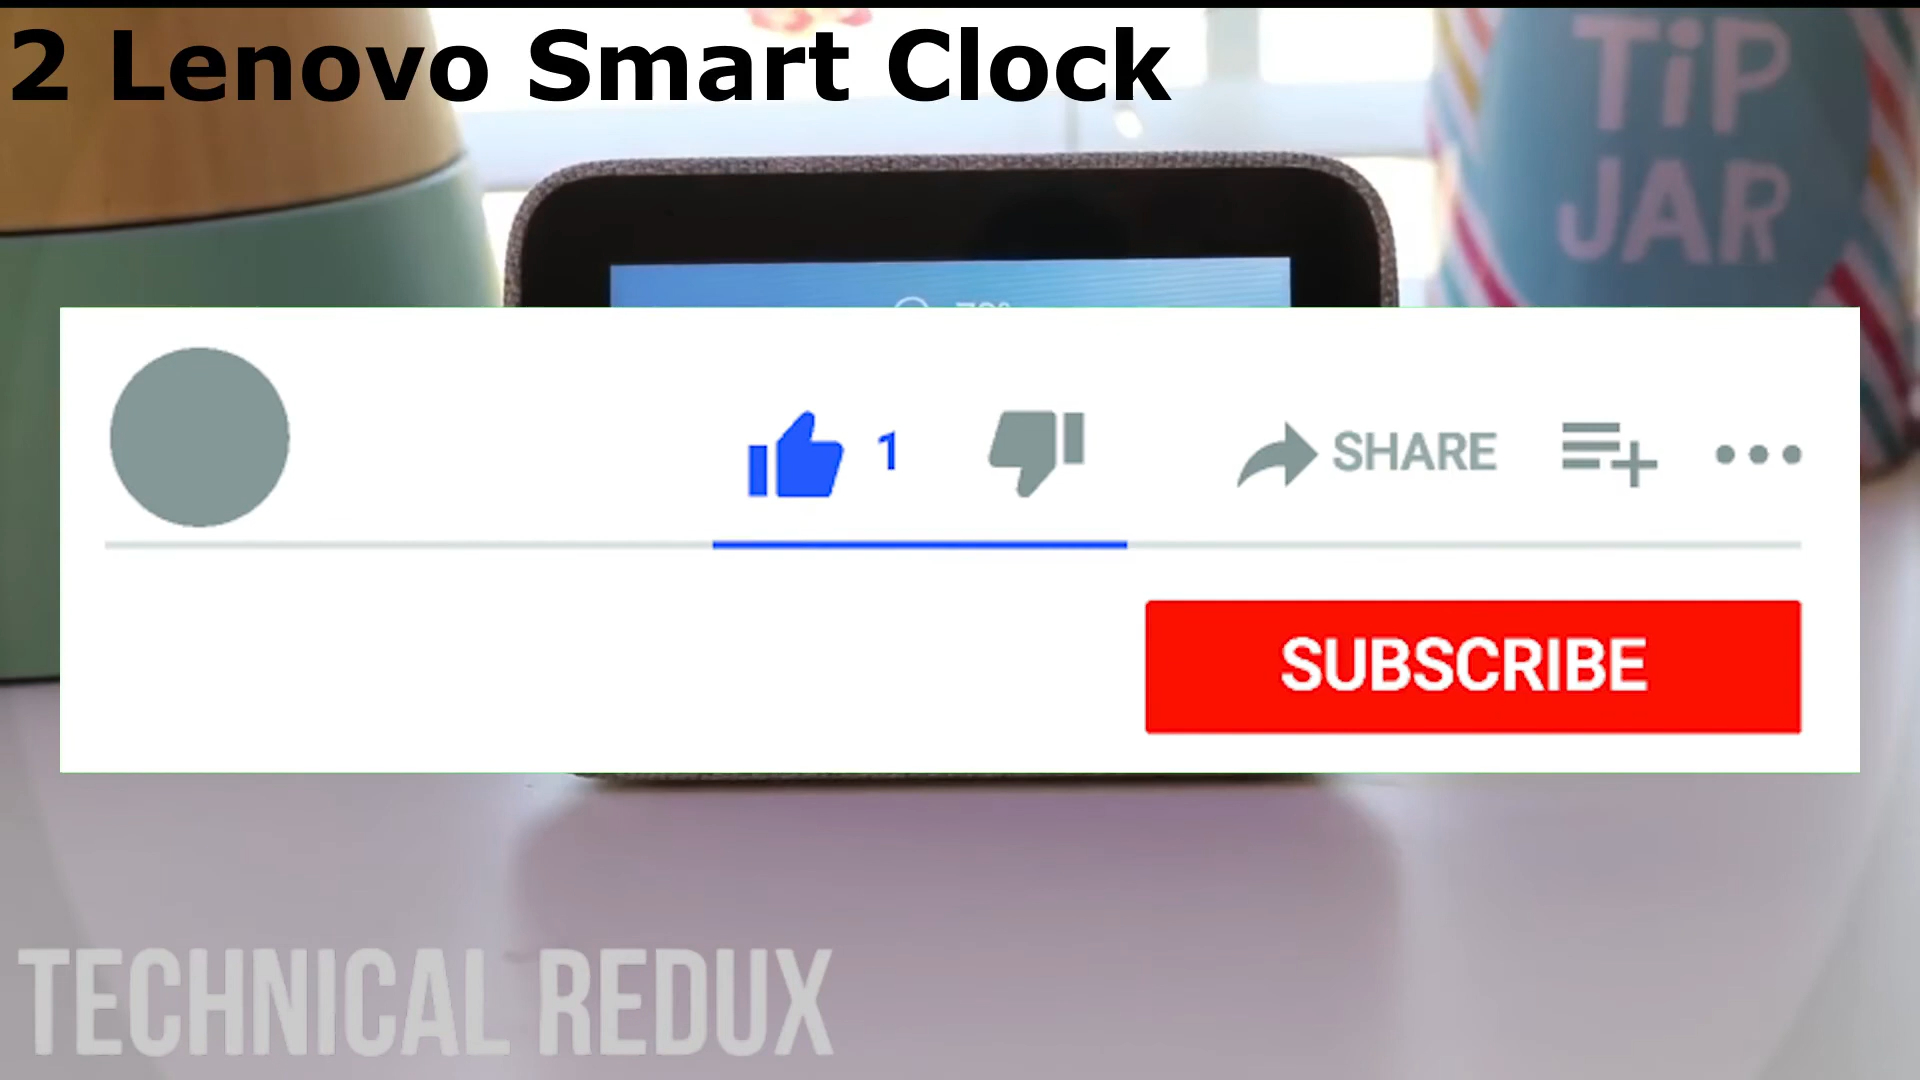 2 Lenovo Smart Clock
TiP
JAR
1
SHARE
SUBSCRIBE
TECHNICAL REDUX